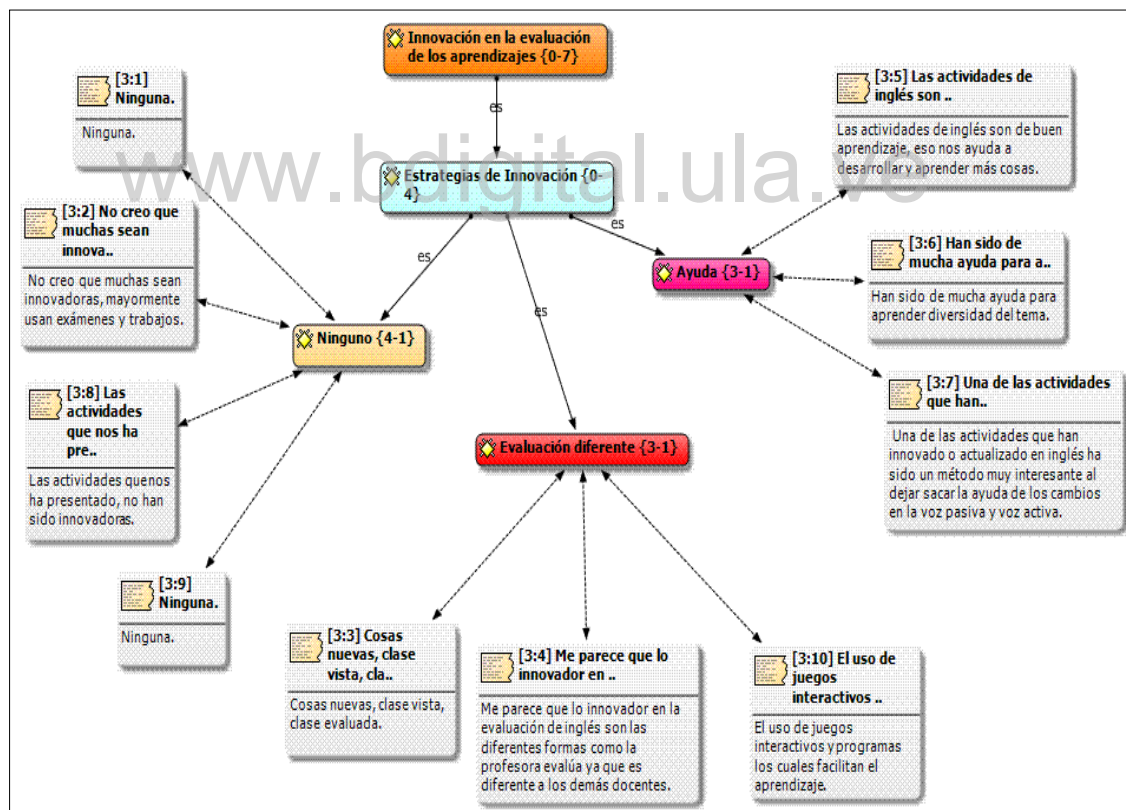 Innovación en la evaluación
de los aprendizajes {0-7}
es
www.bdigital.ula.ve
Estrategias de Innovación {0-
4}
es
es
es
[3:1]
Ninguna.
Ninguna.
[3:2] No creo que
muchas sean
innova..
No creo que muchas sean
innovadoras, mayormente
usan exámenes y trabajos.
Ninguno {4-1}
[3:8] Las
actividades
que nos ha
pre..
Las actividades que nos
ha presentado, no han
sido innovadoras.
[3:9]
Ninguna.
Ninguna.
[3:5] Las actividades de
inglés son ..
Las actividades de inglés son de buen
aprendizaje, eso nos ayuda a
desarrollar y aprender más cosas.
Ayuda {3-1}
[3:6] Han sido de
mucha ayuda para a..
Han sido de mucha ayuda para
aprender diversidad del tema.
[3:7] Una de las actividades
que han..
Una de las actividades que han
innovado o actualizado en inglés ha
sido un método muy interesante al
dejar sacar la ayuda de los cambios
en la voz pasiva y voz activa.
Evaluación diferente {3-1}
[3:3] Cosas
nuevas, clase
vista, cla..
Cosas nuevas, clase vista,
clase evaluada.
[3:4] Me parece que lo
innovador en ..
Me parece que lo innovador en la
evaluación de inglés son las
diferentes formas como la
profesora evalúa ya que es
diferente a los demás docentes.
[3:10] El uso de
juegos
interactivos ..
El uso de juegos
interactivos y programas
los cuales facilitan el
aprendizaje.